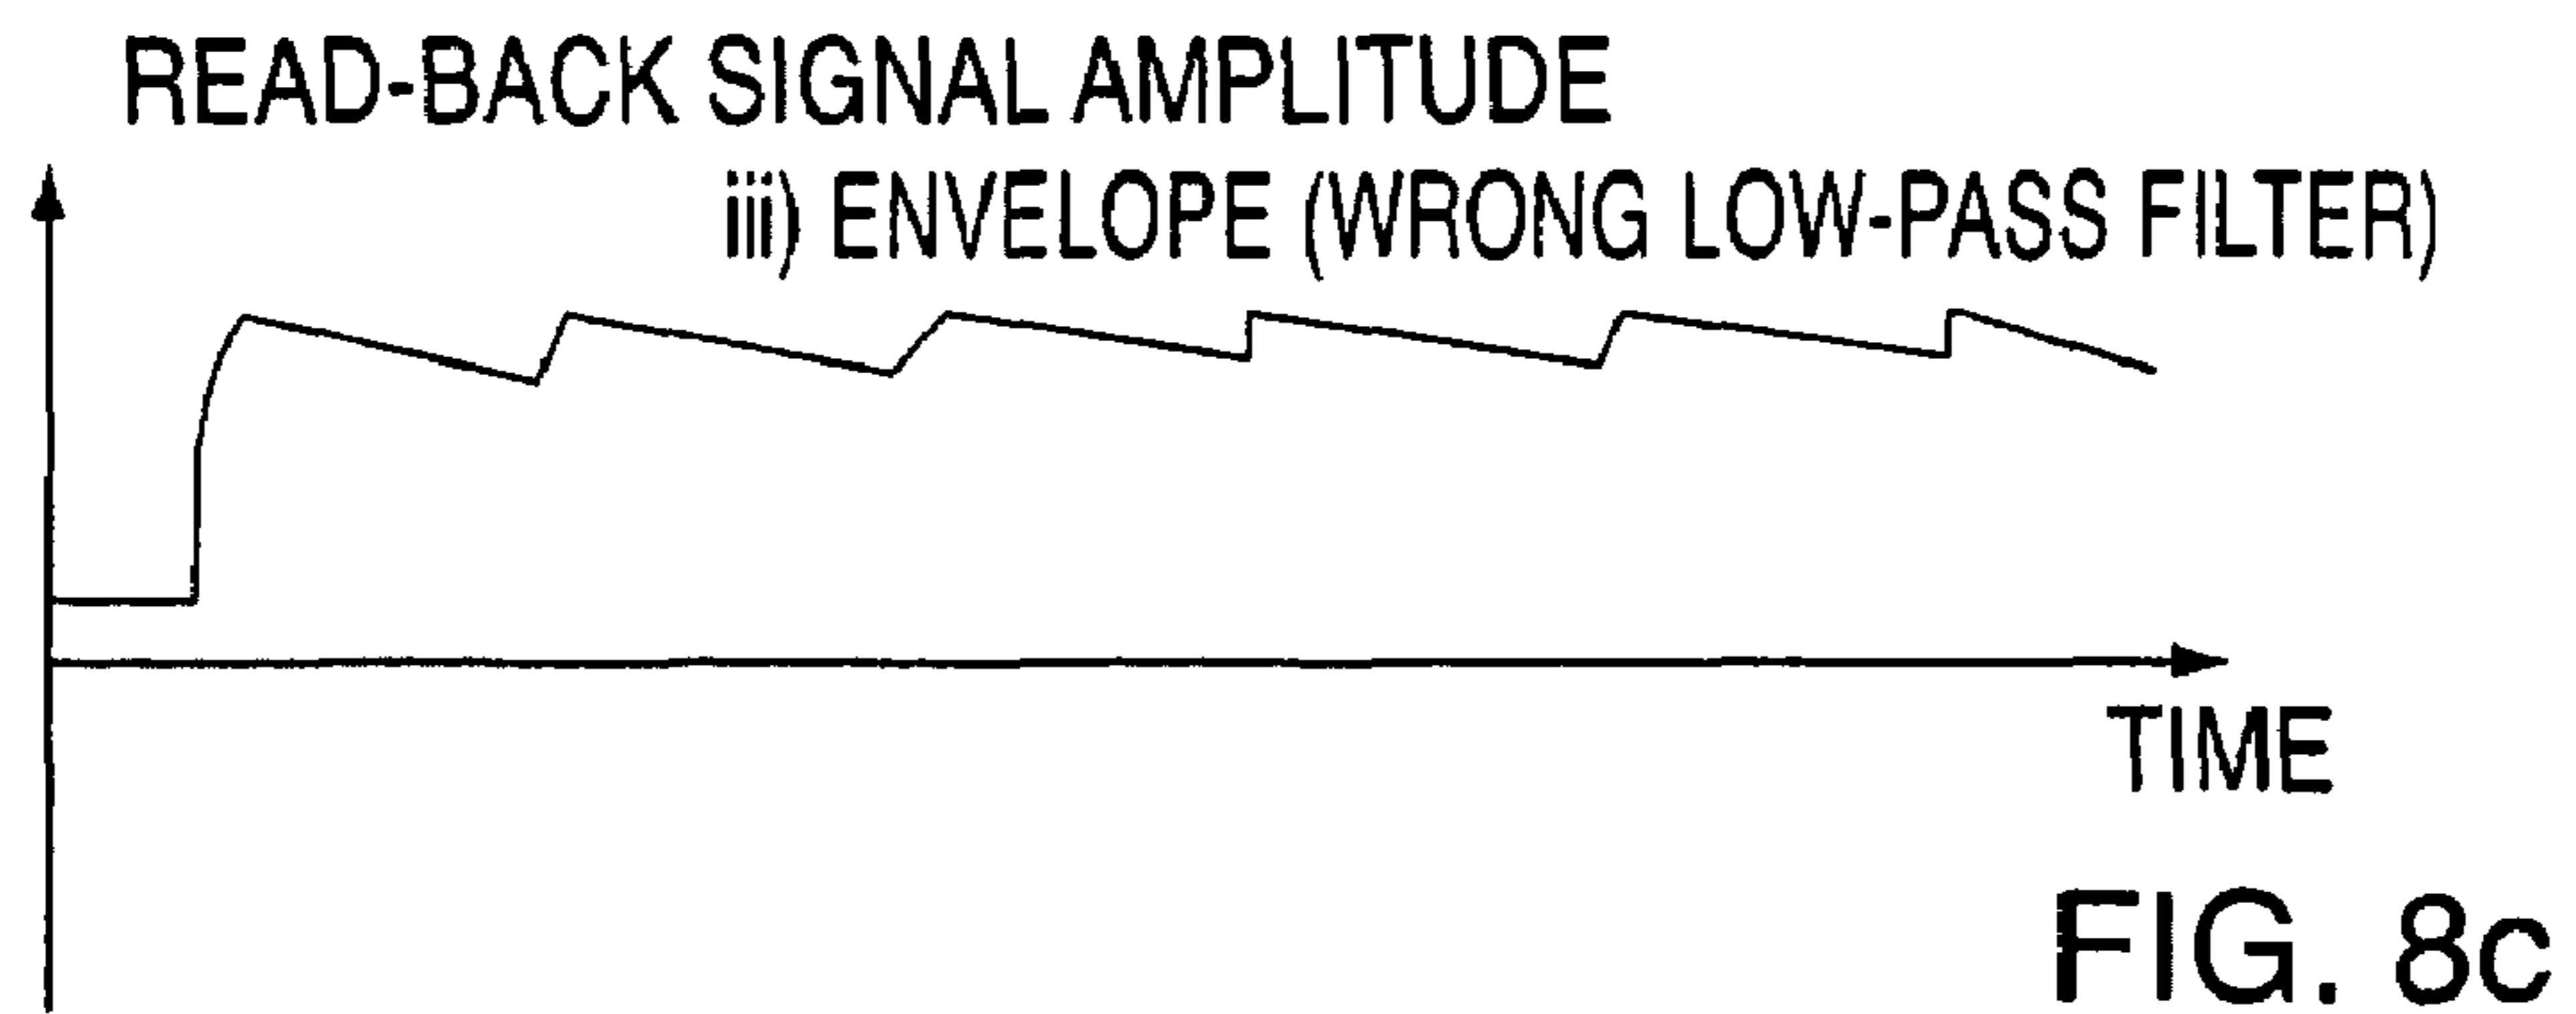 READ-BACK SIGNAL AMPLITUDE
iii) ENVELOPE (WRONG LOW-PASS FILTER)
TIME
FIG. 8c